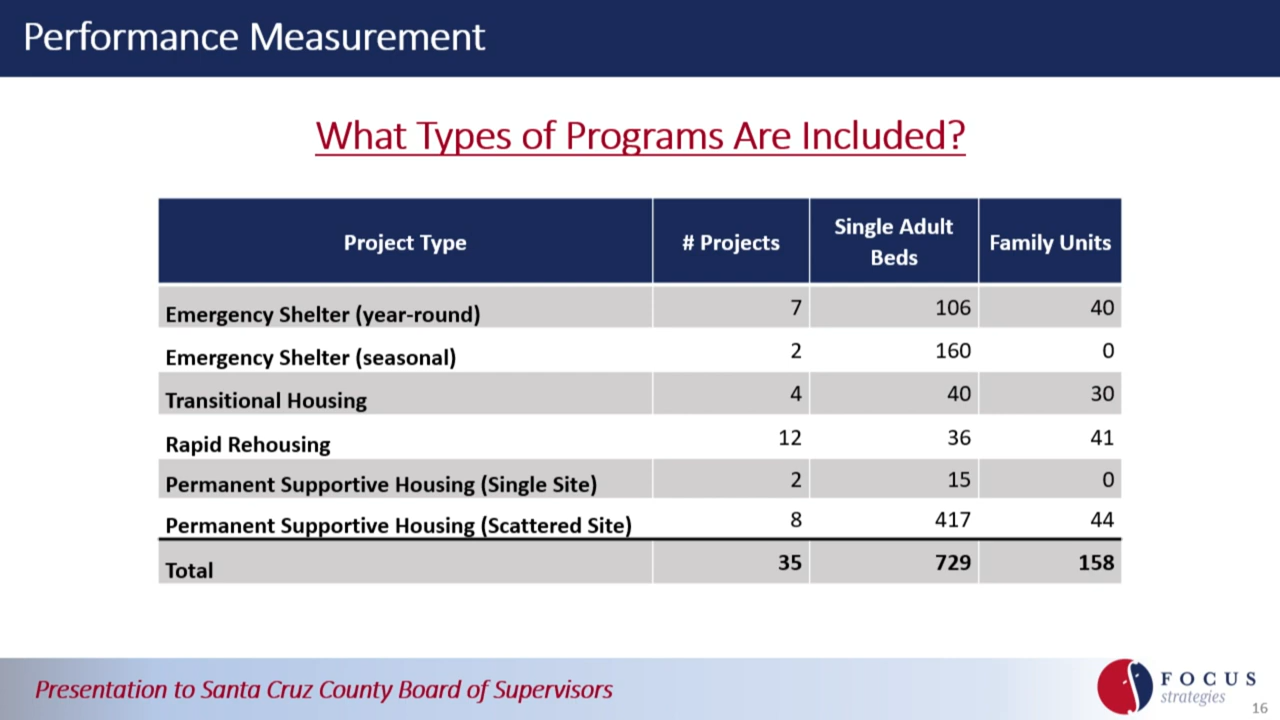 Performance Measurement
What Types of Programs Are Included?
Project Type # Projects Single Adult Beds Family Units
Emergency Shelter (year-round) 7 106 40
Emergency Shelter (seasonal) 2 160 0
Transitional Housing 4 40 30
Rapid Rehousing 12 36 41
Permanent Supportive Housing (Single Site) 2 15 0
Permanent Supportive Housing (Scattered Site) 8 417 44
Total 35 729 158
Presentation to Santa Cruz County Board of Supervisors
FOCUS
strategies
16